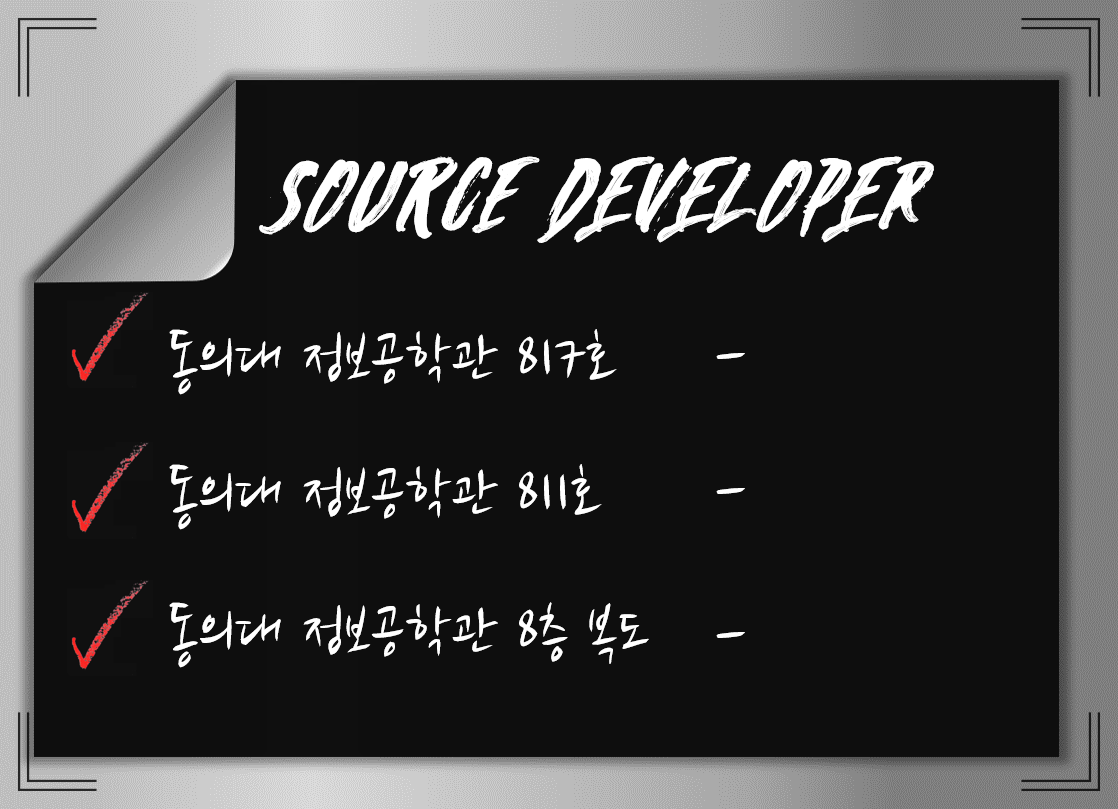 SOURCE DEVELOPER
동의대 정보공학관 817호 -
동의대 정보공학관 811호 -
동의대 정보공학관 8층 복도 -